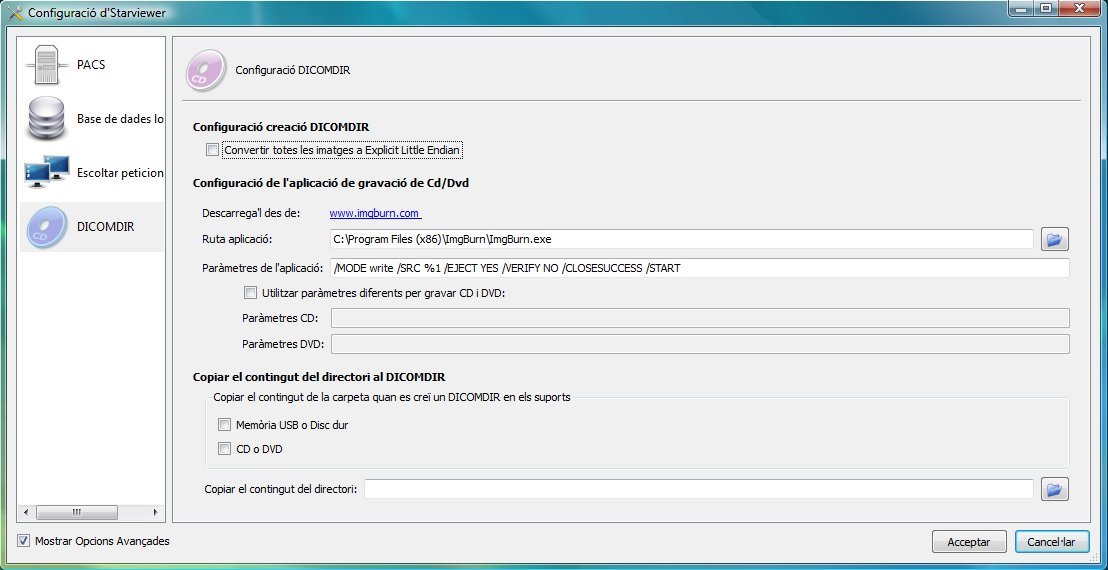 Configuració d'Starviewer
PACS
Base de dades lo
Escoltar peticion
DICOMDIR
CD
Configuració DICOMDIR
Configuració creació DICOMDIR
Convertir totes les imatges a Explicit Little Endian
Configuració de l'aplicació de gravació de Cd/Dvd
Descarrega'l des de: www.imgburn.com
Ruta aplicació: C:\Program Files (x86)\ImgBurn\ImgBurn.exe
Paràmetres de l'aplicació: /MODE write /SRC %1 /EJECT YES /VERIFY NO /CLOSESUCCESS /START
Utilitzar paràmetres diferents per gravar CD i DVD:
Paràmetres CD:
Paràmetres DVD:
Copiar el contingut del directori al DICOMDIR
Copiar el contingut de la carpeta quan es creï un DICOMDIR en els suports
Memòria USB o Disc dur
CD o DVD
Copiar el contingut del directori:
Mostrar Opcions Avançades
Acceptar
Cancel·lar
CD